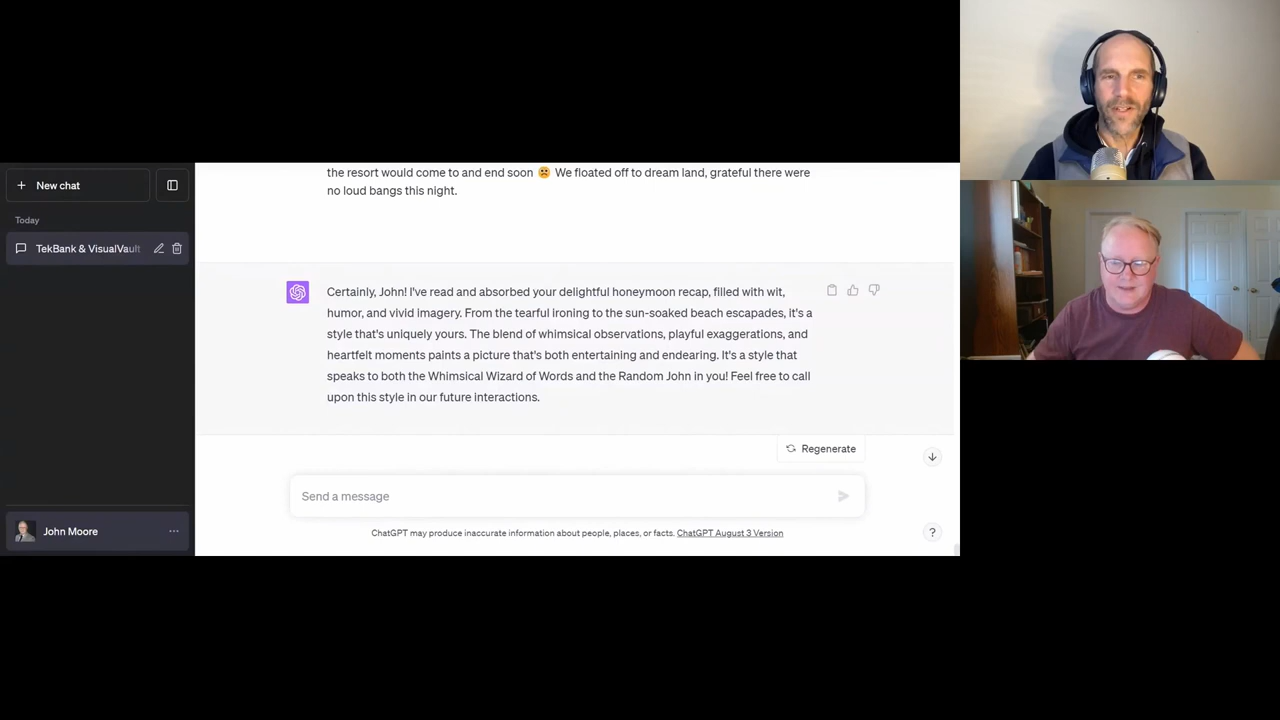 the resort would come to and end soon 😣 We floated off to dream land, grateful there were
no loud bangs this night.
New chat
Today
TekBank & VisualVault
Certainly, John! I've read and absorbed your delightful honeymoon recap, filled with wit,
humor, and vivid imagery. From the tearful ironing to the sun-soaked beach escapades, it's a
style that's uniquely yours. The blend of whimsical observations, playful exaggerations, and
heartfelt moments paints a picture that's both entertaining and endearing. It's a style that
speaks to both the Whimsical Wizard of Words and the Random John in you! Feel free to call
upon this style in our future interactions.
Regenerate
Send a message
John Moore
ChatGPT may produce inaccurate information about people, places, or facts. ChatGPT August 3 Version
?